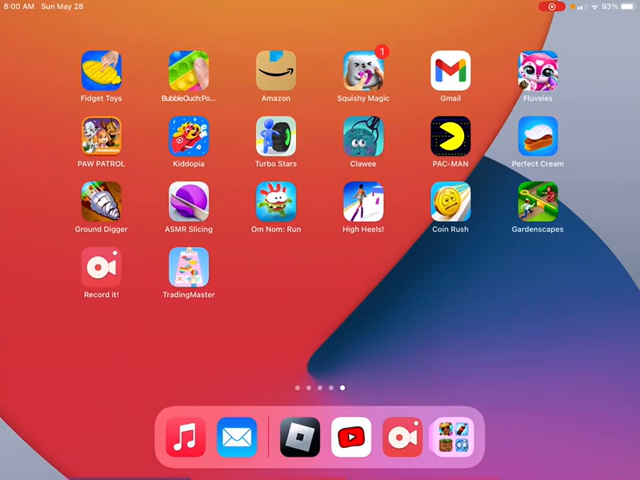 8:00 AM Sun May 28 93%
1
Fidget Toys BubbleOuch:Po... Amazon Squishy Magic Gmail Fluvsies
PAW PATROL Kiddopia Turbo Stars Clawee PAC-MAN Perfect Cream
Ground Digger ASMR Slicing Om Nom: Run High Heels! Coin Rush Gardenscapes
Record it! TradingMaster